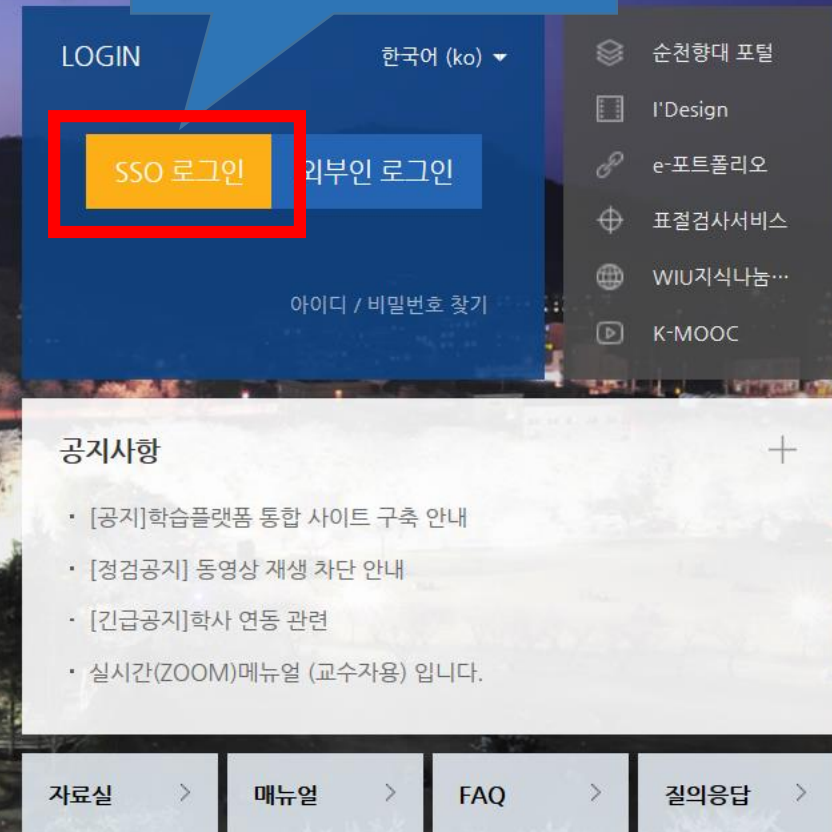 LOGIN
한국어 (ko)
SSO 로그인
외부인 로그인
아이디 / 비밀번호 찾기
순천향대 포털
I'Design
e-포트폴리오
표절검사서비스
WIU지식나눔…
K-MOOC
공지사항
· [공지]학습플랫폼 통합 사이트 구축 안내
· [정검공지] 동영상 재생 차단 안내
· [긴급공지]학사 연동 관련
· 실시간(ZOOM)메뉴얼 (교수자용) 입니다.
자료실
매뉴얼
FAQ
질의응답